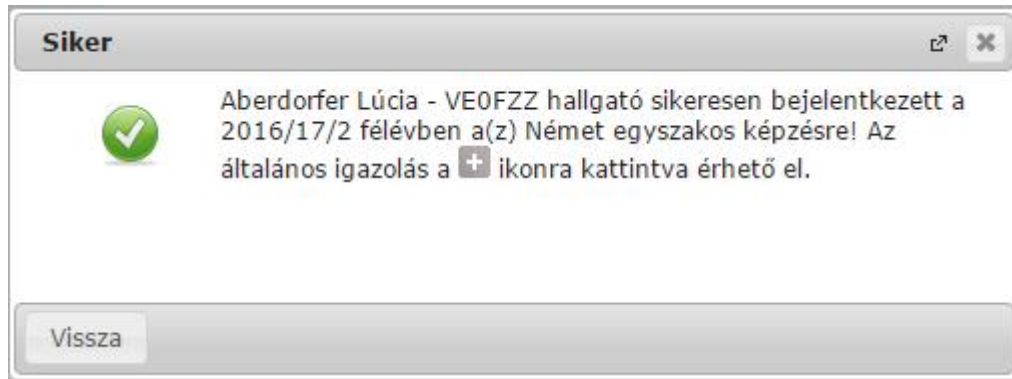 Siker
Aberdorfer Lúcia - VE0FZZ hallgató sikeresen bejelentkezett a
2016/17/2 félévben a(z) Német egyszakos képzésre! Az
általános igazolás a + ikonra kattintva érhető el.
Vissza